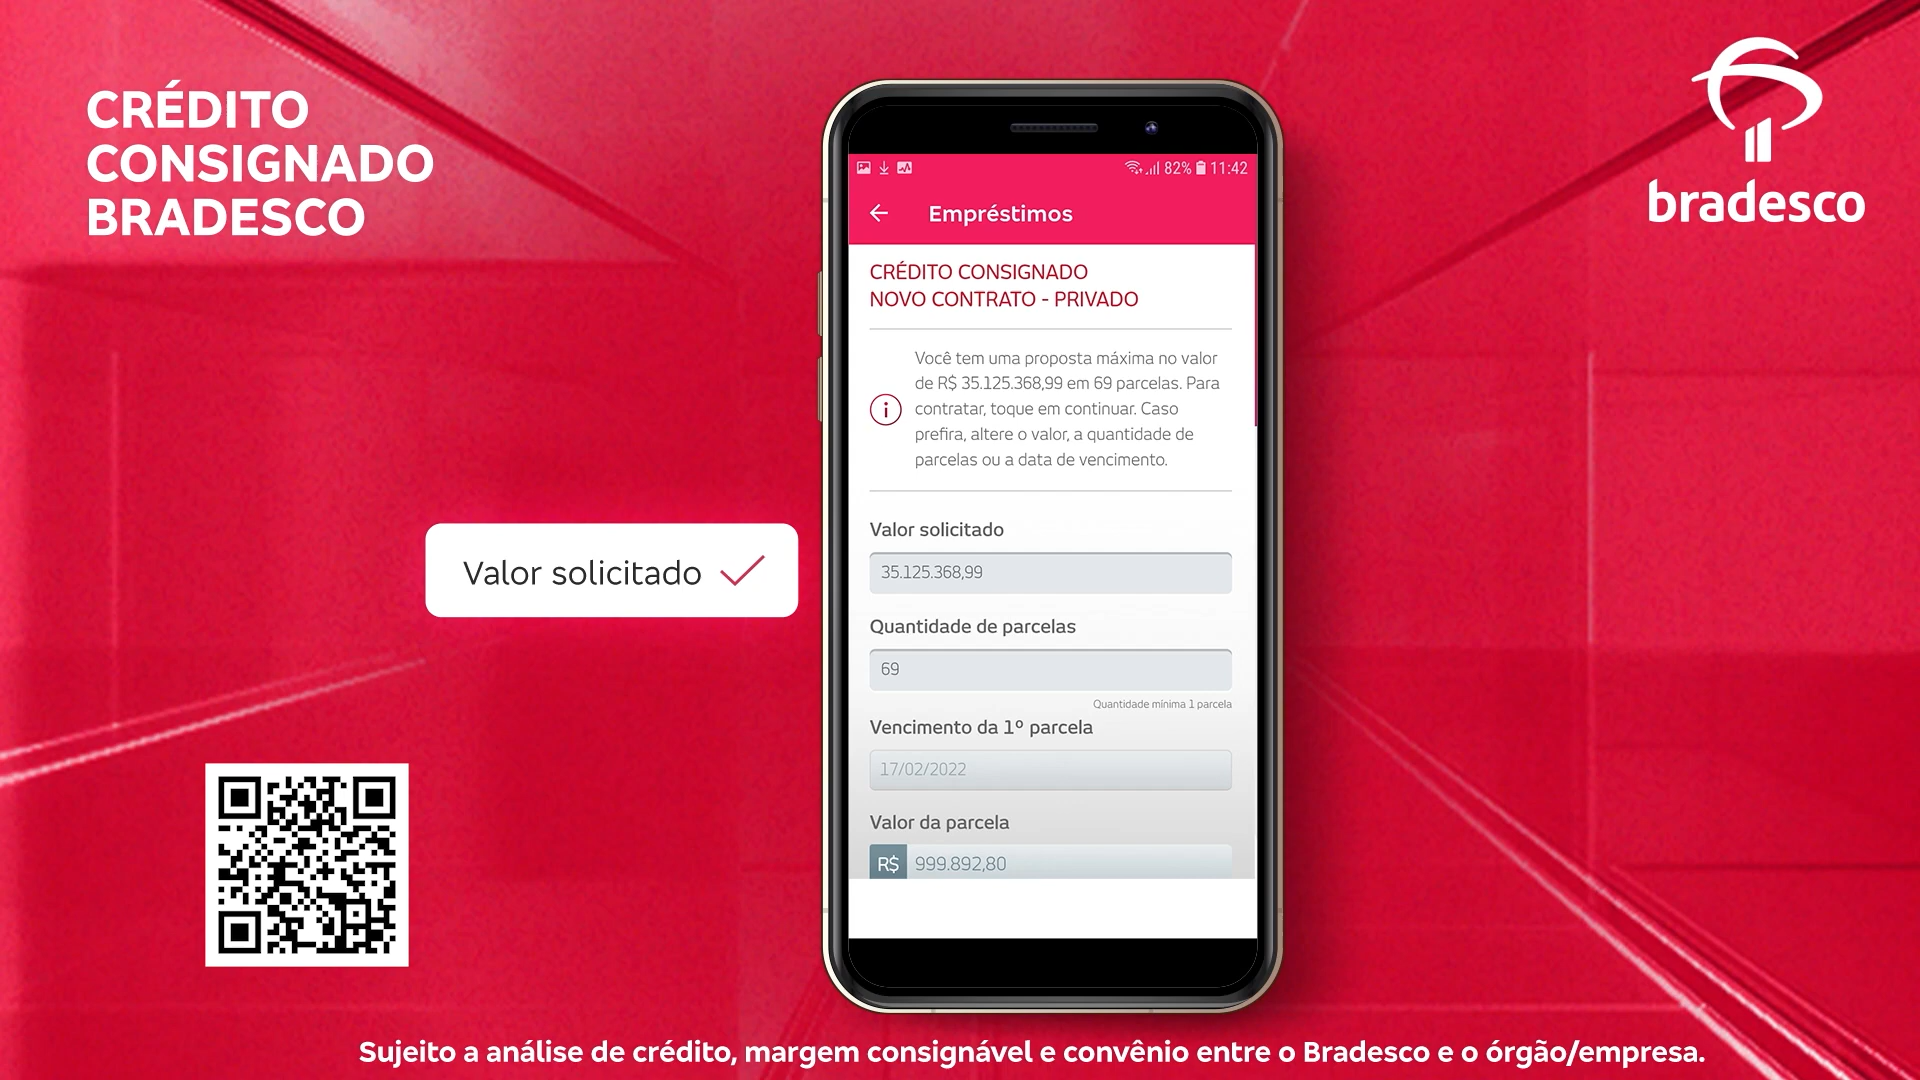 CRÉDITO
CONSIGNADO
BRADESCO
bradesco
82% 11:42
Empréstimos
CRÉDITO CONSIGNADO
NOVO CONTRATO - PRIVADO
Você tem uma proposta máxima no valor
de R$ 35.125.368,99 em 69 parcelas. Para
contratar, toque em continuar. Caso
prefira, altere o valor, a quantidade de
parcelas ou a data de vencimento.
Valor solicitado
Valor solicitado
35.125.368,99
Quantidade de parcelas
69
Quantidade mínima 1 parcela
Vencimento da 1º parcela
17/02/2022
Valor da parcela
R$ 999.892,80
Sujeito a análise de crédito, margem consignável e convênio entre o Bradesco e o órgão/empresa.